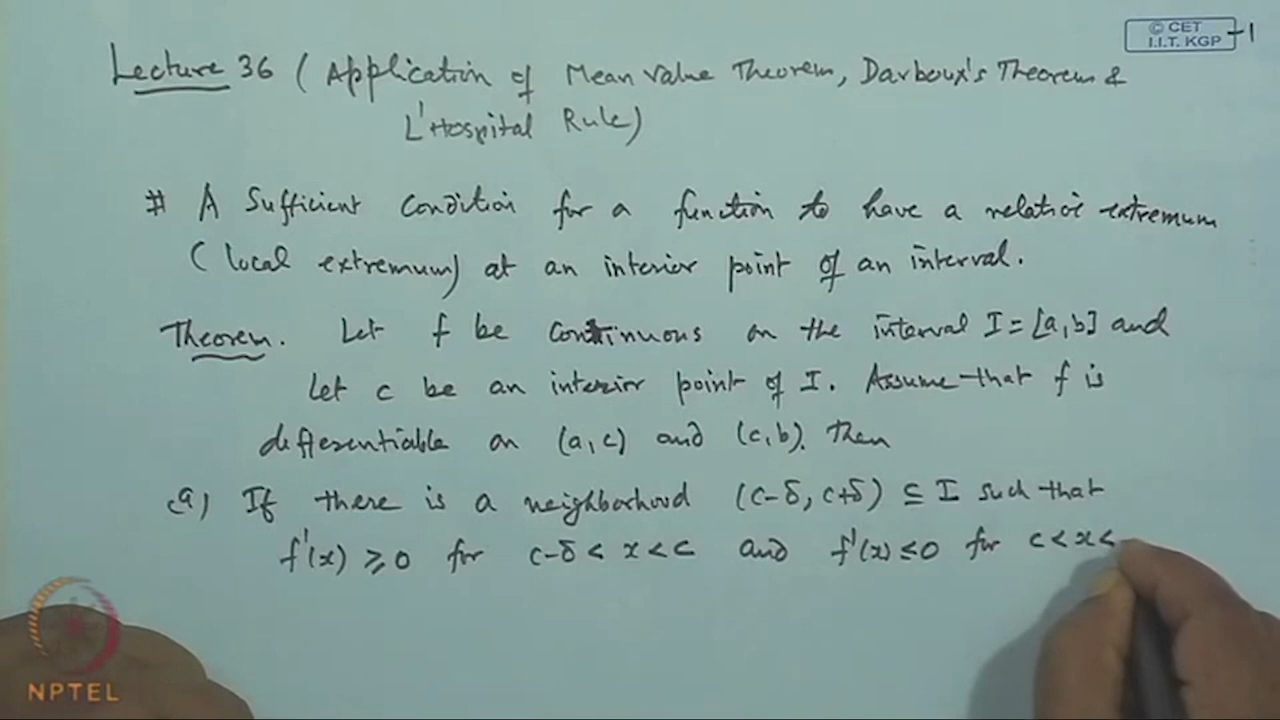 © CET
I.I.T. KGP
-1
Lecture 36 ( Application of Mean Value Theorem, Darboux's Theorem &
L'Hospital Rule)
# A Sufficient Condition for a function to have a relative extremum
( local extremum) at an interior point of an interval.
Theorem. Let f be continuous on the interval I = [a,b] and
Let c be an interior point of I. Assume that f is
differentiable on (a,c) and (c,b). Then
(a) If there is a neighborhood (c-δ, c+δ) ⊆ I such that
f'(x) ⩾ 0 for c-δ < x < c and f'(x) ≤ 0 for c < x <
NPTEL